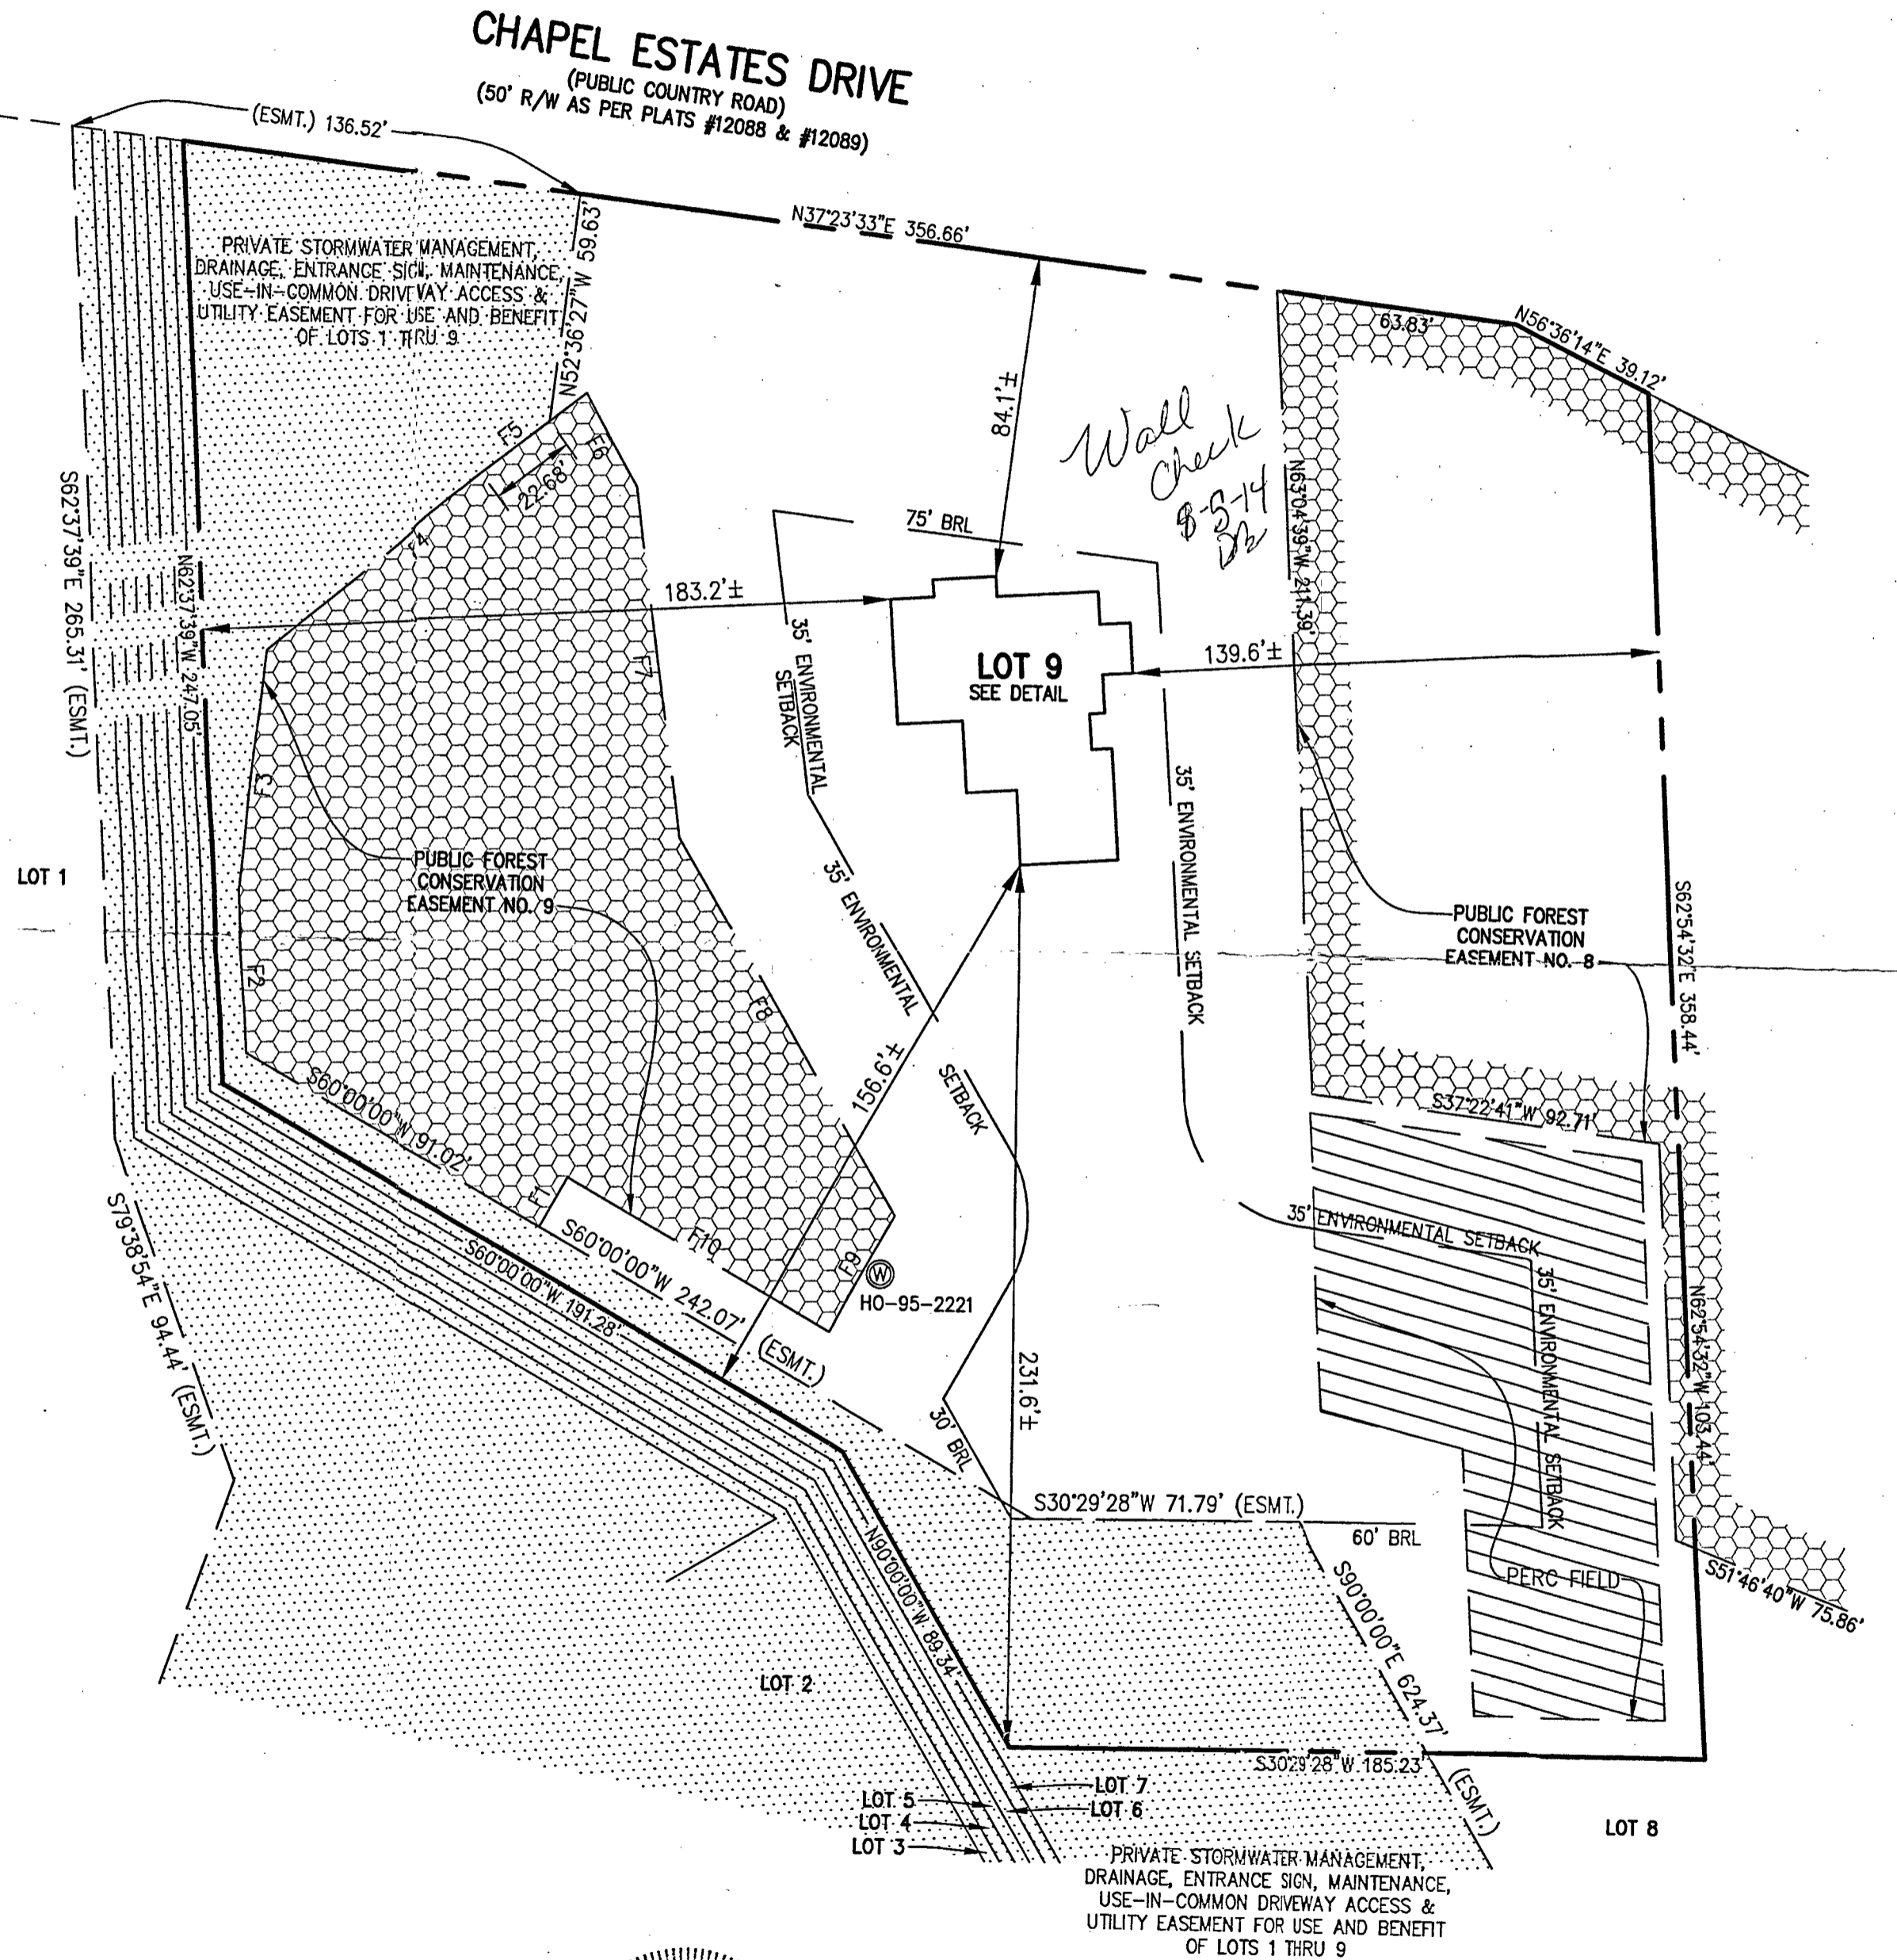 CHAPEL ESTATES DRIVE
(PUBLIC COUNTRY ROAD)
(50' R/W AS PER PLATS #12088 & #12089)
(ESMT.) 136.52'
N37°23'33"E 356.66'
PRIVATE STORMWATER MANAGEMENT,
DRAINAGE, ENTRANCE SIGN, MAINTENANCE,
USE-IN-COMMON DRIVEWAY ACCESS &
UTILITY EASEMENT FOR USE AND BENEFIT
OF LOTS 1 THRU 9
N52°36'27"W 59.63'
63.83'
N56°36'14"E 39.12'
84.1'±
Wall
Check
8-5-14
F5
F6
22.68'
F4
S62°37'39"E 265.31' (ESMT.)
N62°37'39"W 247.05'
N63°04'39"W 211.39'
75' BRL
183.2'±
35' ENVIRONMENTAL
SETBACK
F7
LOT 9
SEE DETAIL
139.6'±
F3
35' ENVIRONMENTAL SETBACK
LOT 1
PUBLIC FOREST
CONSERVATION
EASEMENT NO. 9
35' ENVIRONMENTAL
SETBACK
PUBLIC FOREST
CONSERVATION
EASEMENT NO. 8
S62°54'32"E 358.44'
F2
F8
156.6'±
S60°00'00"W 91.02'
S37°22'41"W 92.71'
F1
S60°00'00"W 242.07'
(ESMT.)
F10
F9
W
HO-95-2221
S79°38'54"E 94.44' (ESMT.)
S60°00'00"W 191.28'
35' ENVIRONMENTAL SETBACK
35' ENVIRONMENTAL SETBACK
N62°54'32"W 103.44'
231.6'±
30' BRL
S30°29'28"W 71.79' (ESMT.)
60' BRL
N90°00'00"W 89.34'
S90°00'00"E 624.37'
(ESMT.)
PERC FIELD
S51°46'40"W 75.86'
LOT 2
S30°29'28"W 185.23'
LOT 7
LOT 6
LOT 5
LOT 4
LOT 3
LOT 8
PRIVATE STORMWATER MANAGEMENT,
DRAINAGE, ENTRANCE SIGN, MAINTENANCE,
USE-IN-COMMON DRIVEWAY ACCESS &
UTILITY EASEMENT FOR USE AND BENEFIT
OF LOTS 1 THRU 9